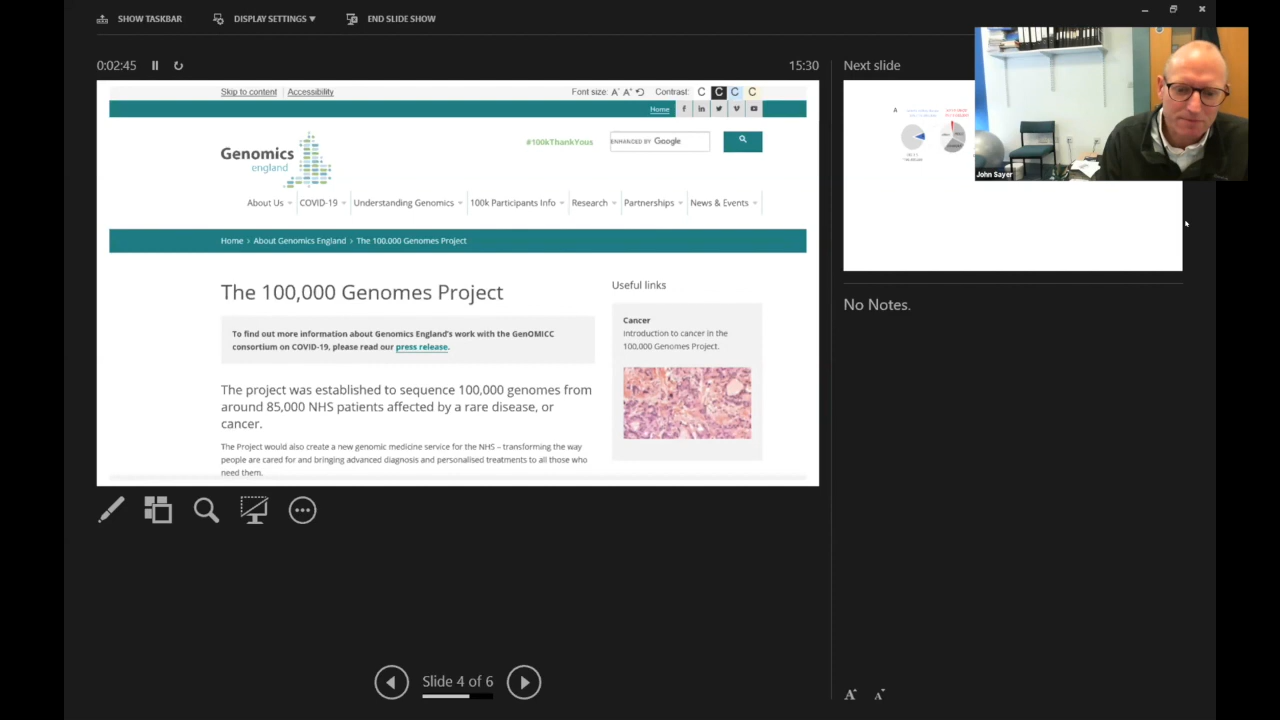 SHOW TASKBAR
DISPLAY SETTINGS ▼
END SLIDE SHOW
0:02:45
15:30
Next slide
Skip to content
Accessibility
Font size: A- A+
Contrast: C C C C
Home
#100kThankYous
ENHANCED BY Google
Genomics
england
About Us
COVID-19
Understanding Genomics
100k Participants Info
Research
Partnerships
News & Events
Home › About Genomics England › The 100,000 Genomes Project
The 100,000 Genomes Project
To find out more information about Genomics England's work with the GenOMICC
consortium on COVID-19, please read our press release.
The project was established to sequence 100,000 genomes from
around 85,000 NHS patients affected by a rare disease, or
cancer.
The Project would also create a new genomic medicine service for the NHS – transforming the way
people are cared for and bringing advanced diagnosis and personalised treatments to all those who
need them.
Useful links
Cancer
Introduction to cancer in the
100,000 Genomes Project.
A
John Sayer
No Notes.
Slide 4 of 6
A A